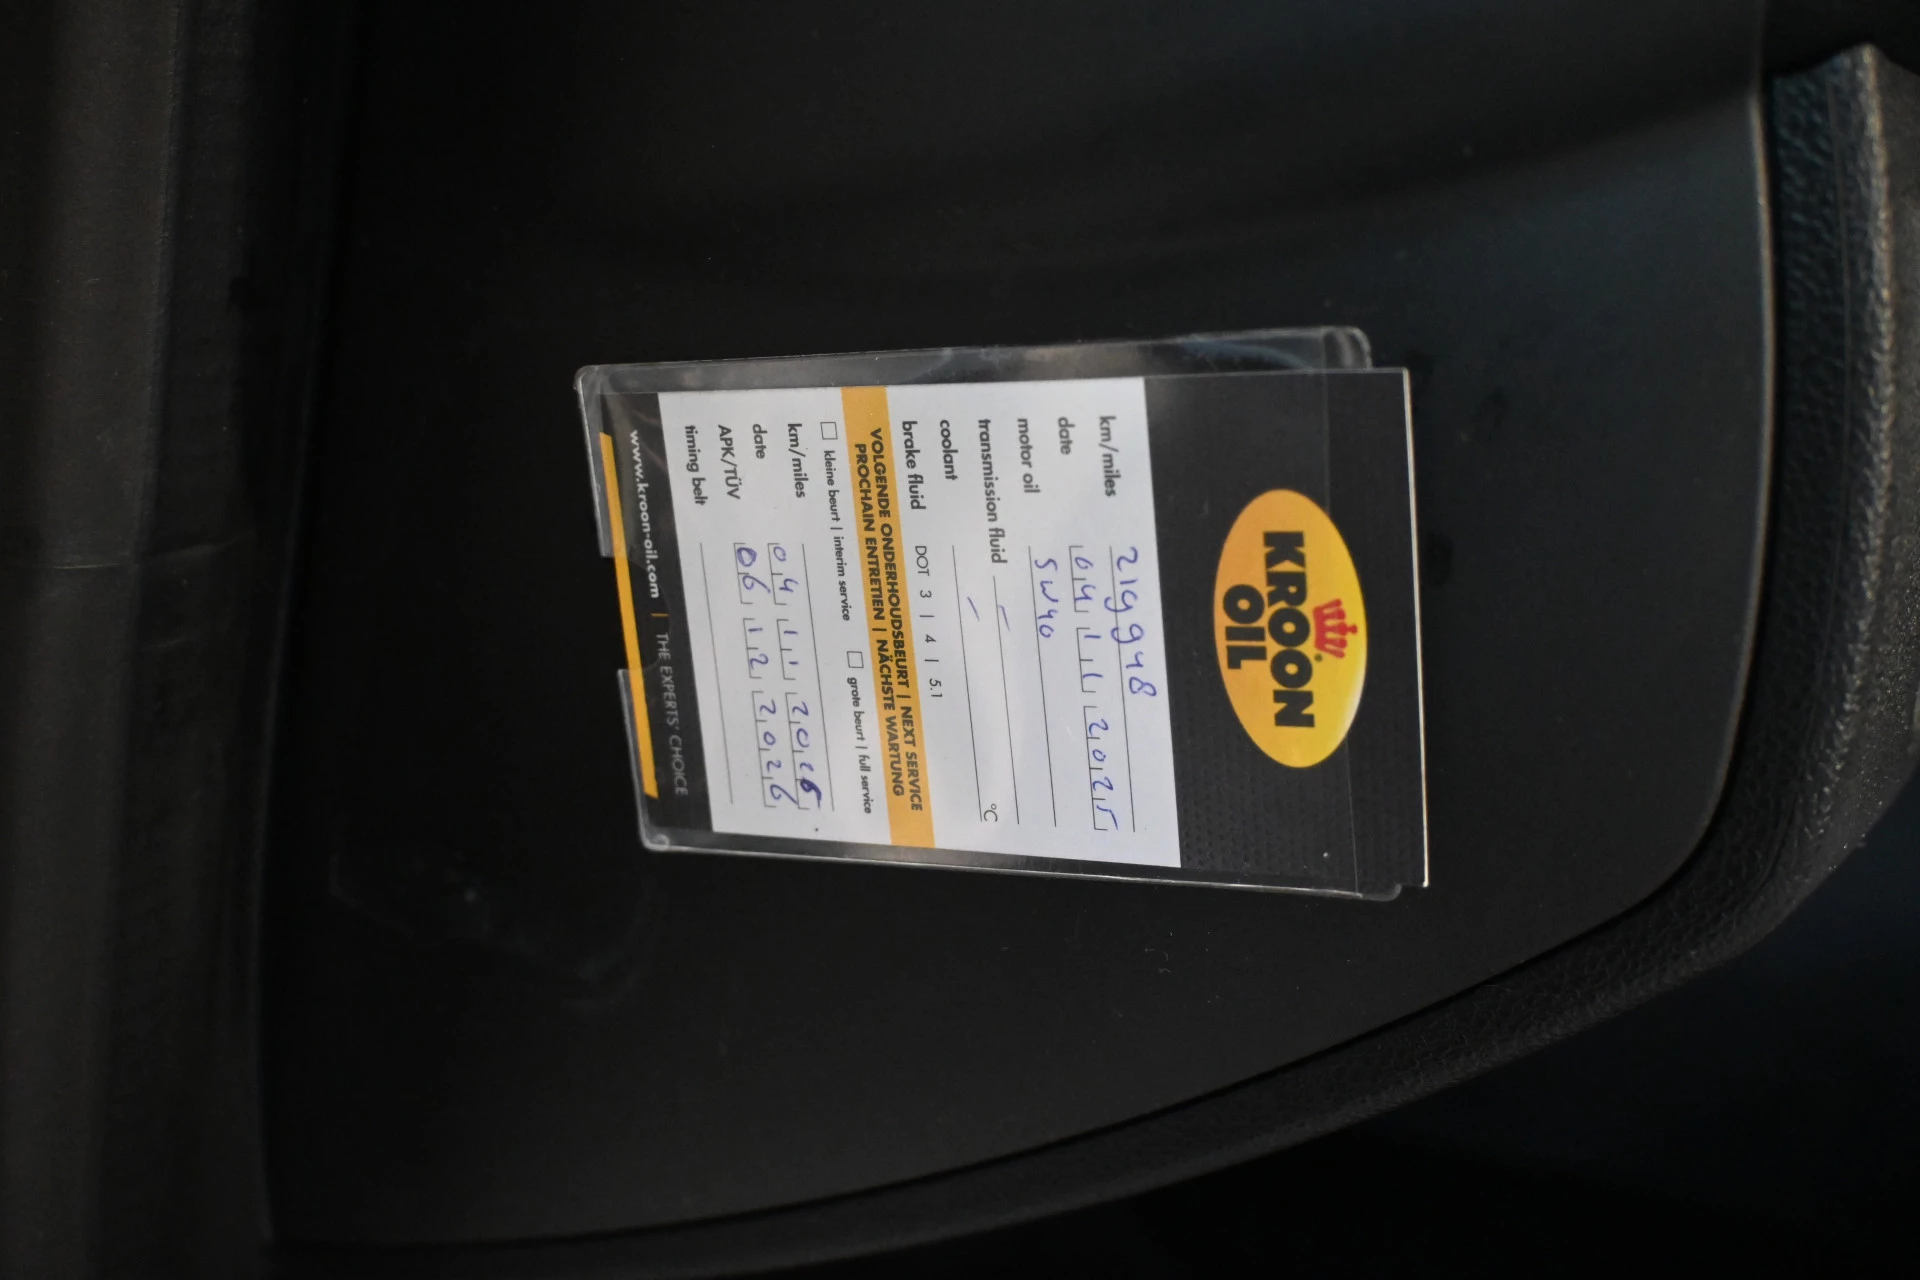 KROON
OIL
km/miles 219948
date 04 11 2025
motor oil 5W40
transmission fluid –
coolant – °C
brake fluid DOT 3 | 4 | 5.1
VOLGENDE ONDERHOUDSBEURT | NEXT SERVICE
PROCHAIN ENTRETIEN | NÄCHSTE WARTUNG
kleine beurt | interim service grote beurt | full service
km/miles
date 04 11 2026
APK/TÜV 06 12 2026
timing belt
www.kroon-oil.com | THE EXPERTS' CHOICE